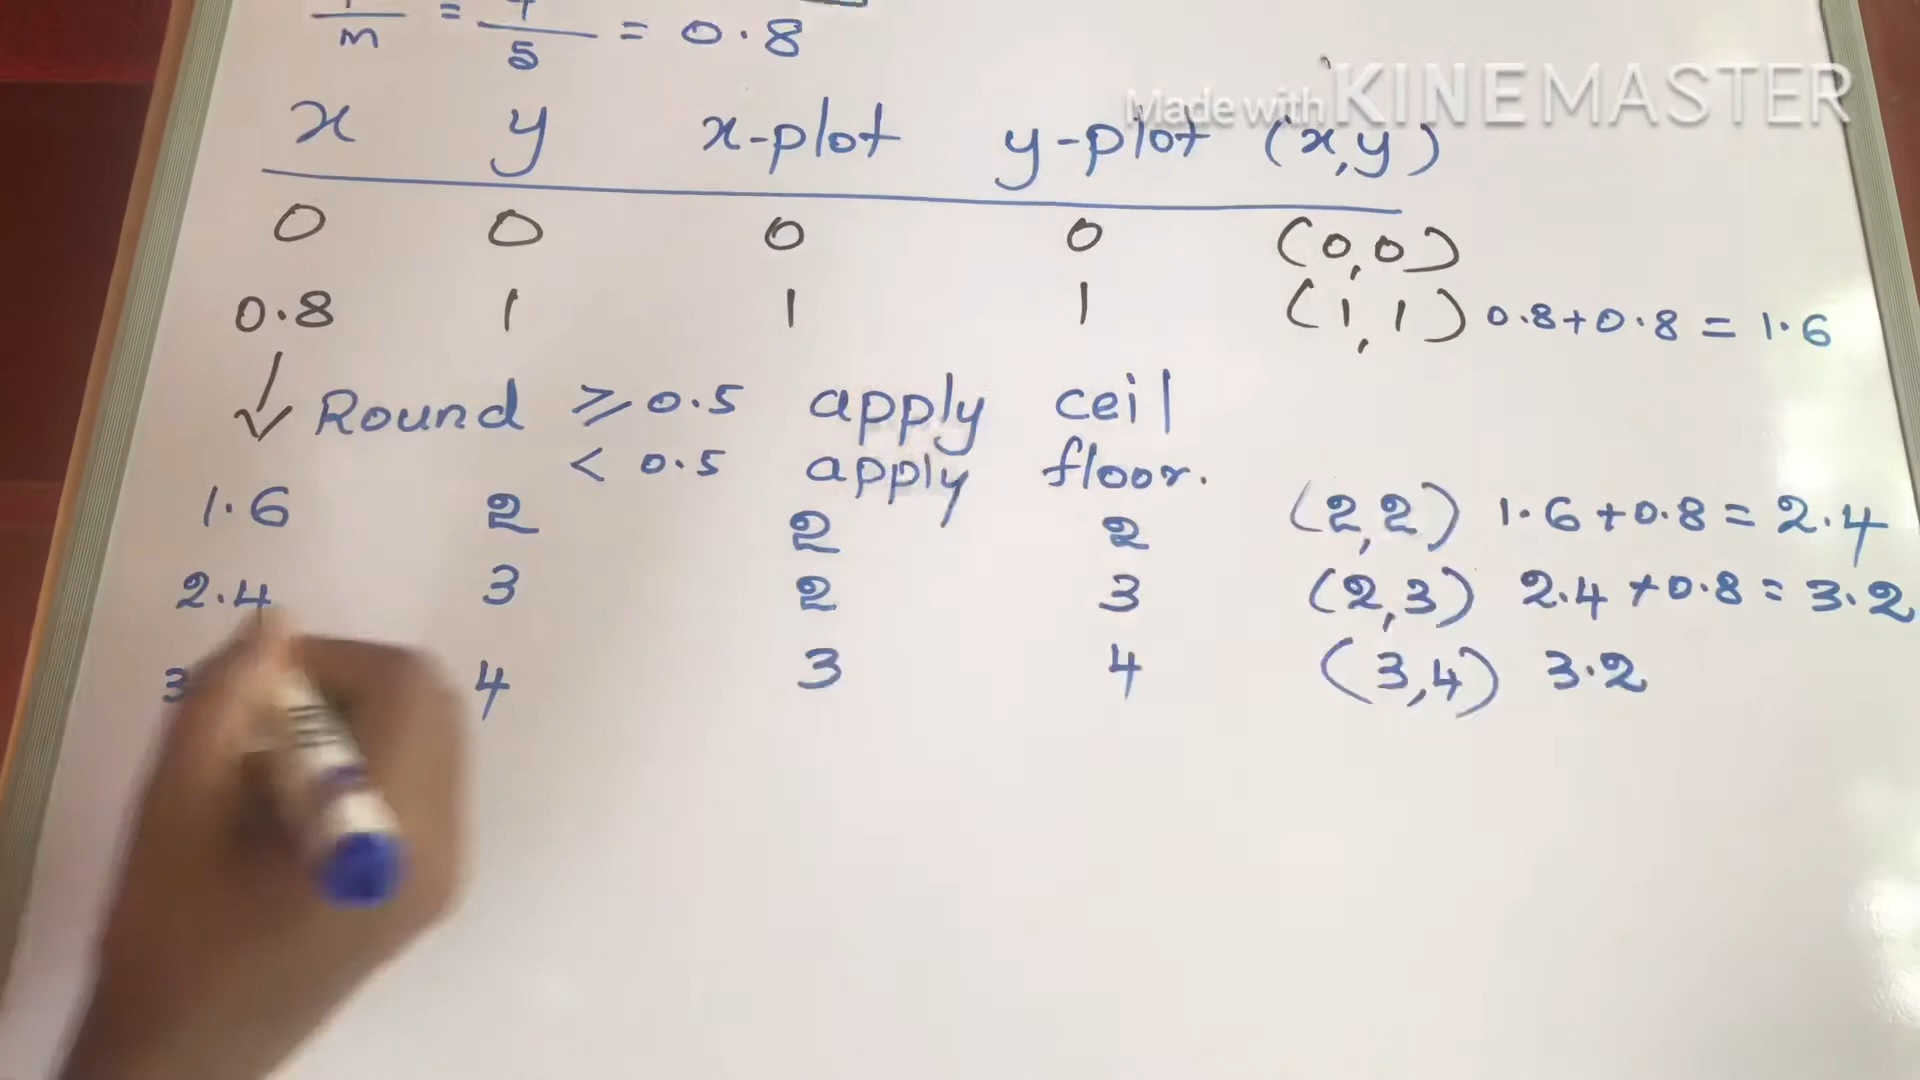 m = 5 = 0.8
Made with KINEMASTER
x y x-plot y-plot (x,y)
0 0 0 0 (0,0)
0.8 1 1 1 (1,1) 0.8+0.8=1.6
Round ≥0.5 apply ceil
< 0.5 apply floor.
1.6 2 2 2 (2,2) 1.6+0.8=2.4
2.4 3 2 3 (2,3) 2.4+0.8=3.2
3 4 3 4 (3,4) 3.2